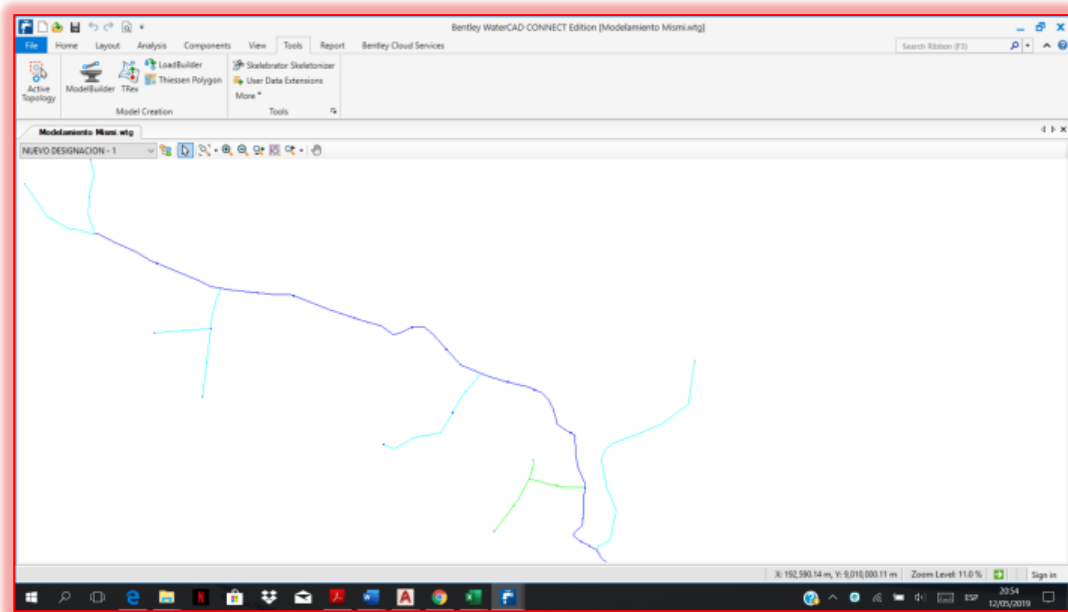 Bentley WaterCAD CONNECT Edition [Modelamiento Mismi.wtg]
File Home Layout Analysis Components View Tools Report Bentley Cloud Services Search Ribbon (F3)
Active Topology
ModelBuilder
TRex
LoadBuilder
Thiessen Polygon
Model Creation
Skelebrator Skeletonizer
User Data Extensions
More
Tools
Modelamiento Mismi.wtg
NUEVO DESIGNACION - 1
X: 192,590.14 m, Y: 9,010,000.11 m Zoom Level: 11.0 % Sign in
ESP 20:54
12/05/2019